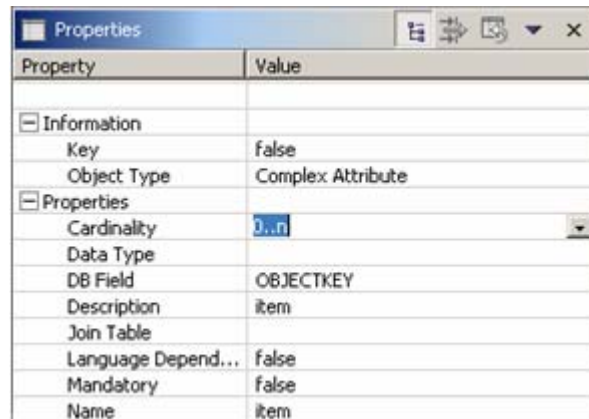 Properties
Property Value
Information
Key false
Object Type Complex Attribute
Properties
Cardinality 0..n
Data Type
DB Field OBJECTKEY
Description item
Join Table
Language Depend... false
Mandatory false
Name item